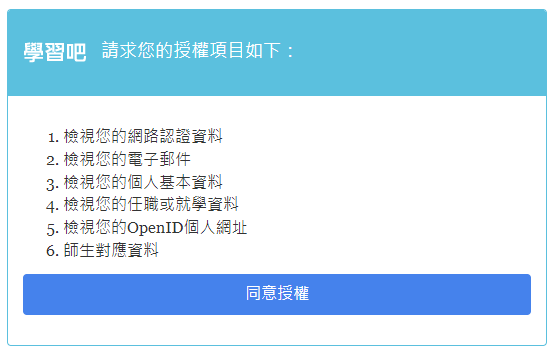 學習吧 請求您的授權項目如下：
1. 檢視您的網路認證資料
2. 檢視您的電子郵件
3. 檢視您的個人基本資料
4. 檢視您的任職或就學資料
5. 檢視您的OpenID個人網址
6. 師生對應資料
同意授權